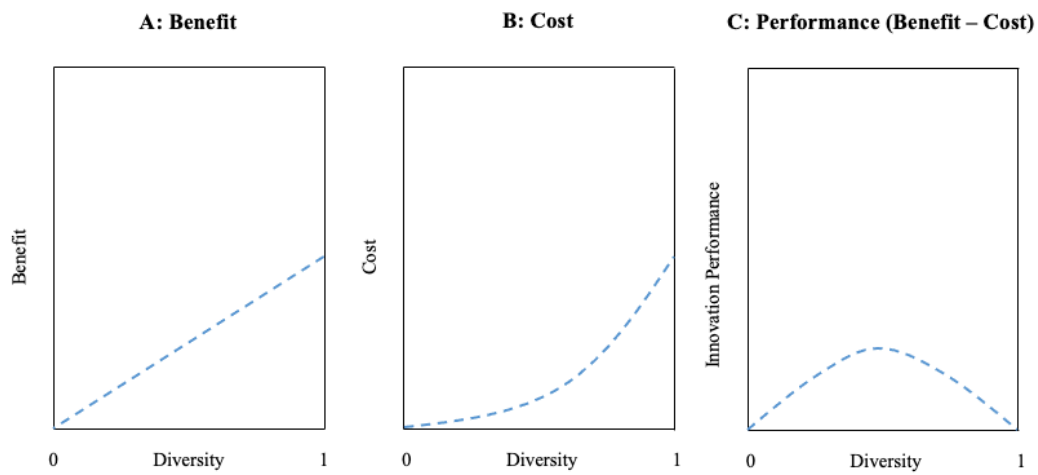 A: Benefit
B: Cost
C: Performance (Benefit – Cost)
Benefit
0
Diversity
1
Cost
0
Diversity
1
Innovation Performance
0
Diversity
1